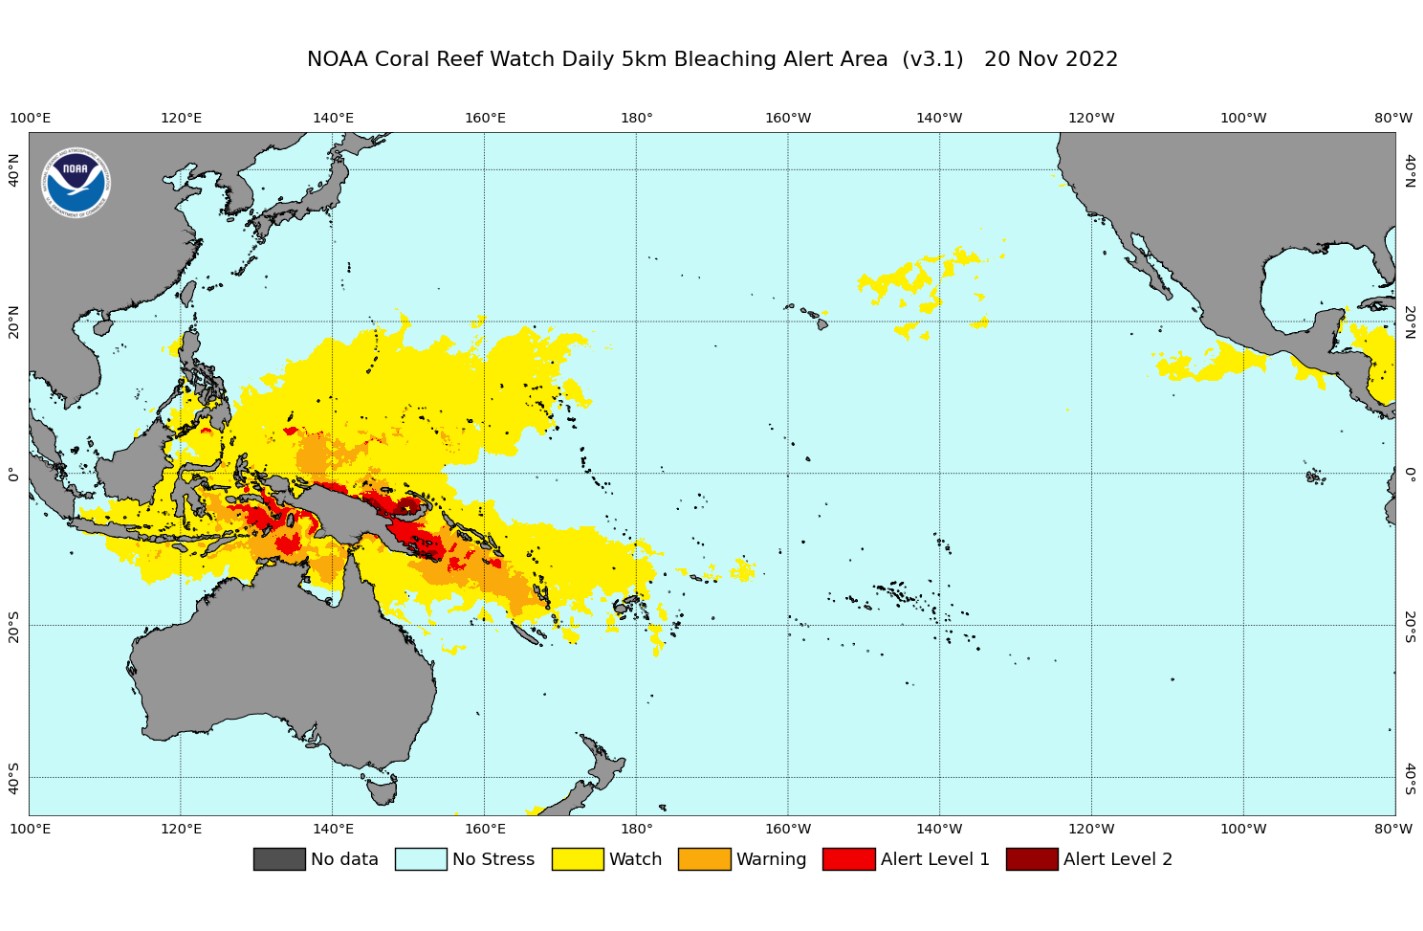 NOAA Coral Reef Watch Daily 5km Bleaching Alert Area (v3.1) 20 Nov 2022
100°E 120°E 140°E 160°E 180° 160°W 140°W 120°W 100°W 80°W
40°N 40°N
NOAA
20°N 20°N
0° 0°
20°S 20°S
40°S 40°S
100°E 120°E 140°E 160°E 180° 160°W 140°W 120°W 100°W 80°W
No data No Stress Watch Warning Alert Level 1 Alert Level 2